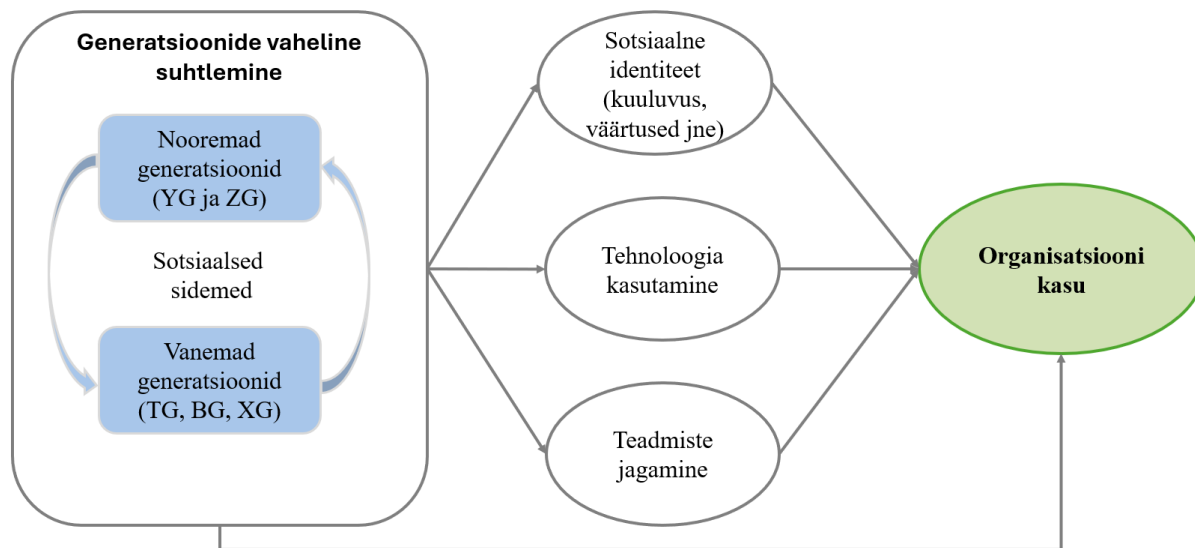 Generatsioonide vaheline
suhtlemine
Nooremad
generatsioonid
(YG ja ZG)
Sotsiaalsed
sidemed
Vanemad
generatsioonid
(TG, BG, XG)
Sotsiaalne
identiteet
(kuuluvus,
väärtused jne)
Tehnoloogia
kasutamine
Teadmiste
jagamine
Organisatsiooni
kasu